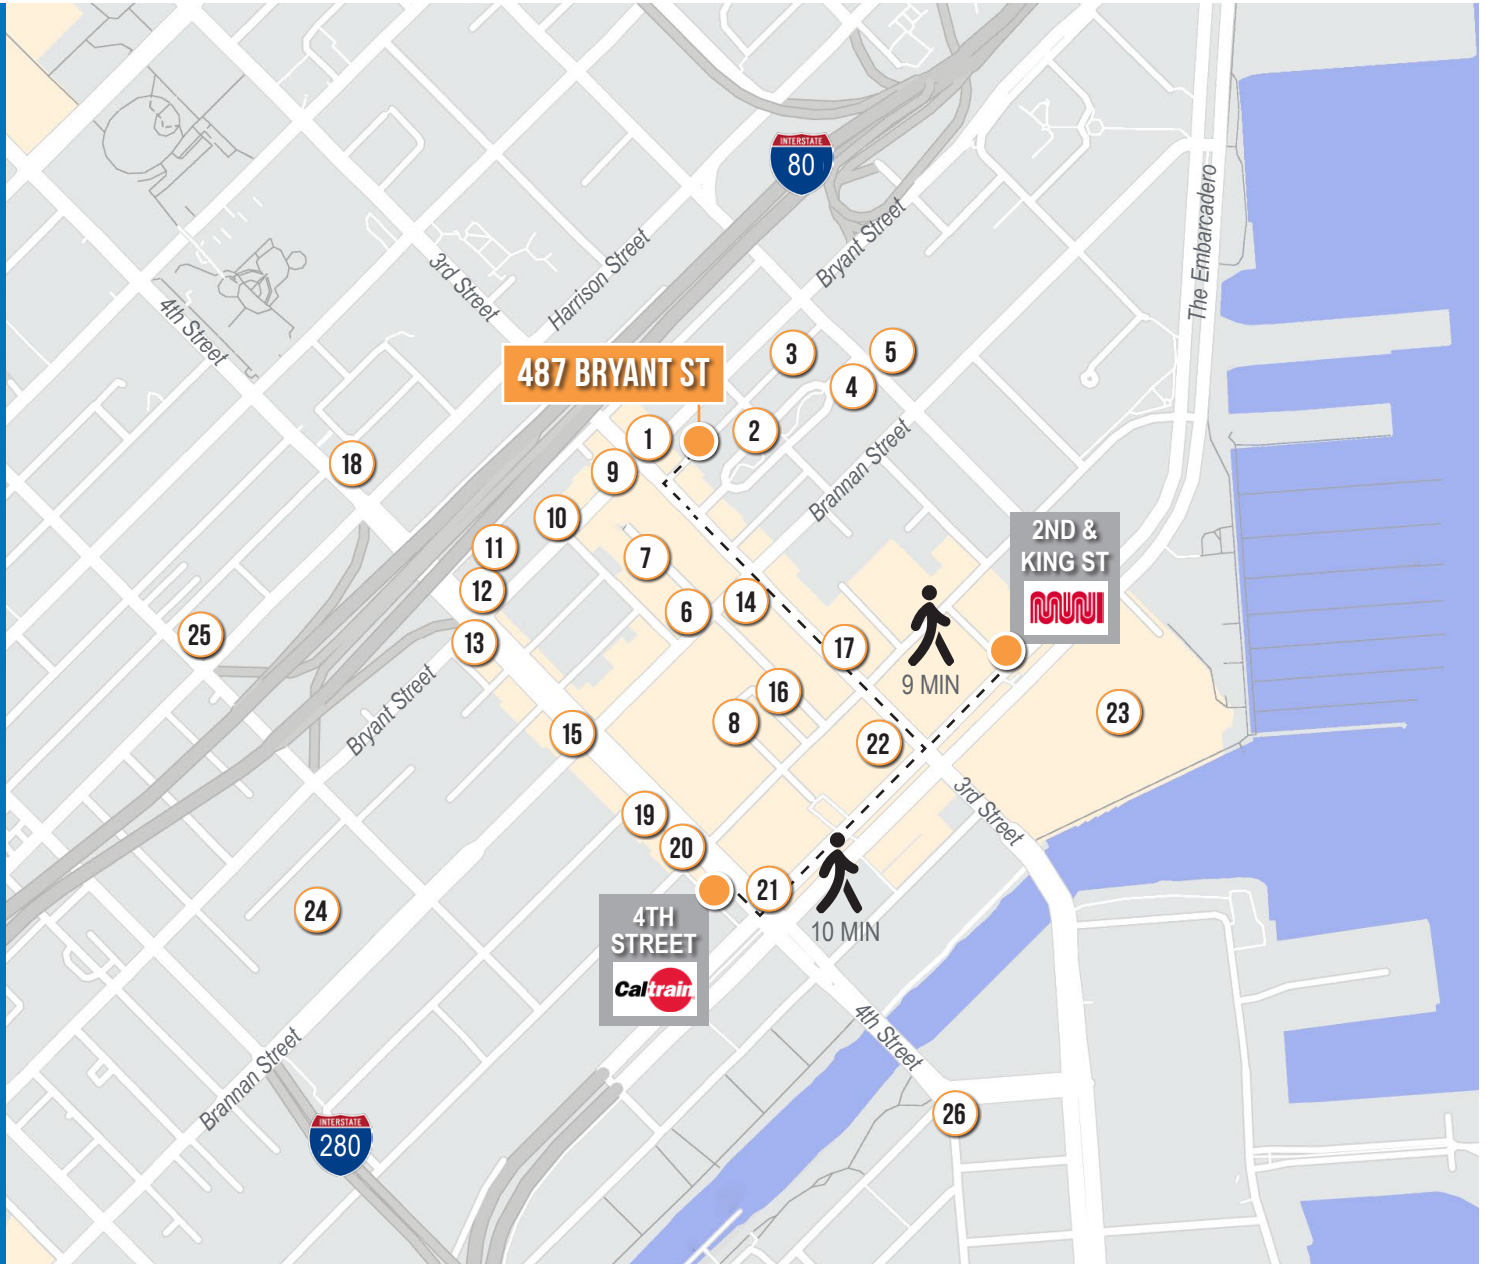 INTERSTATE
80
Bryant Street
The Embarcadero
3rd Street
Harrison Street
4th Street
487 BRYANT ST
3
5
4
1
2
9
18
Brannan Street
10
11
7
12
6
14
25
13
17
2ND &
KING ST
MUNI
9 MIN
16
8
23
Bryant Street
15
22
3rd Street
19
20
21
24
4TH
STREET
Caltrain
10 MIN
4th Street
Brannan Street
26
INTERSTATE
280